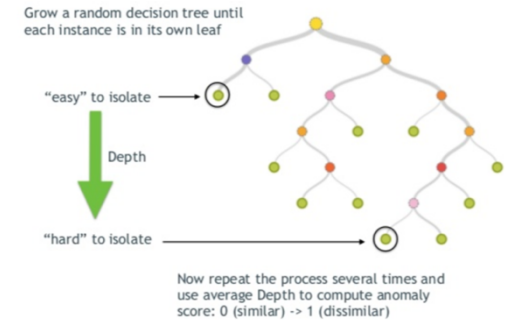 Grow a random decision tree until
each instance is in its own leaf
“easy” to isolate
Depth
“hard” to isolate
Now repeat the process several times and
use average Depth to compute anomaly
score: 0 (similar) -> 1 (dissimilar)